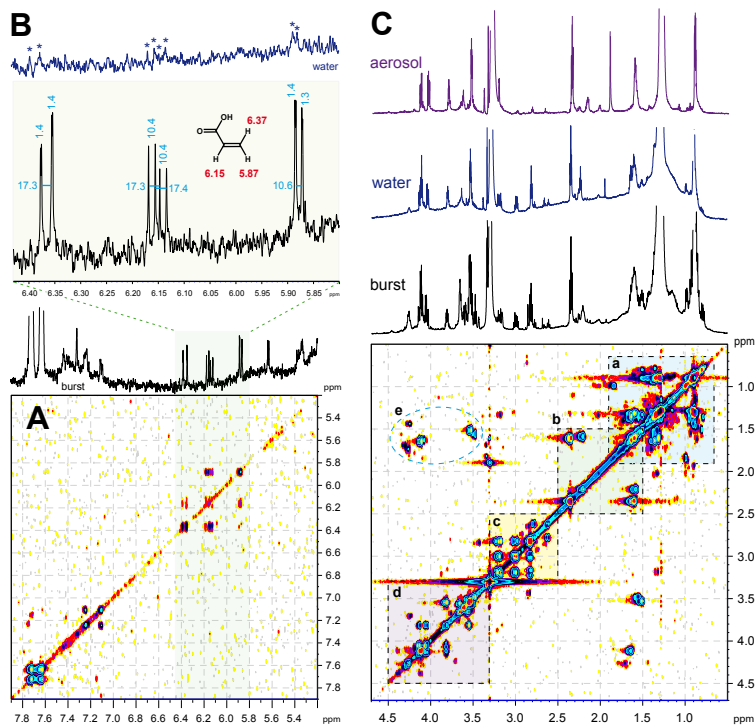 B
* * * * * * * *
water
1.4 1.4 10.4 10.4 1.4 1.3
OH
6.37
H
O
H H
6.15 5.87
17.3 17.3 17.4 10.6
6.40 6.35 6.30 6.25 6.20 6.15 6.10 6.05 6.00 5.95 5.90 5.85 ppm
burst
ppm
A
5.4
5.6
5.8
6.0
6.2
6.4
6.6
6.8
7.0
7.2
7.4
7.6
7.8
7.8 7.6 7.4 7.2 7.0 6.8 6.6 6.4 6.2 6.0 5.8 5.6 5.4 ppm
C
aerosol
water
burst
ppm
a
e
b
c
d
1.0
1.5
2.0
2.5
3.0
3.5
4.0
4.5
4.5 4.0 3.5 3.0 2.5 2.0 1.5 1.0 ppm